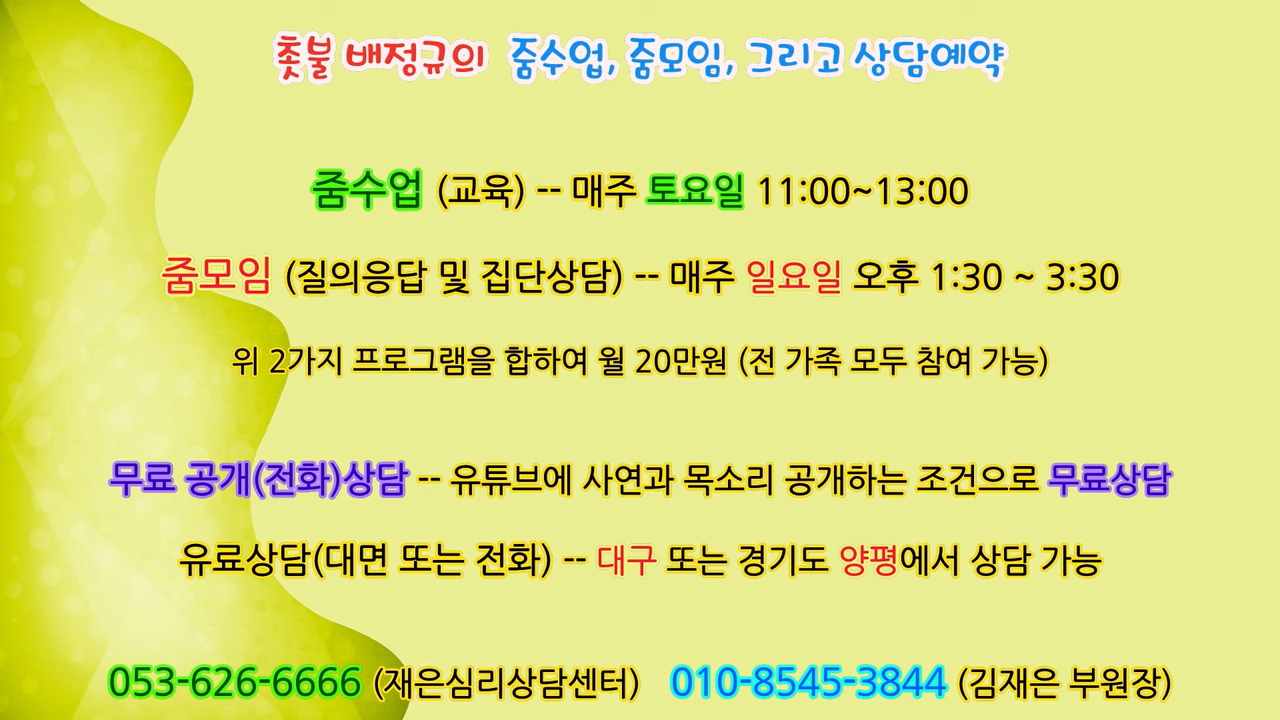 촛불 배정규의 줌수업, 줌모임, 그리고 상담예약
줌수업 (교육) -- 매주 토요일 11:00~13:00
줌모임 (질의응답 및 집단상담) -- 매주 일요일 오후 1:30 ~ 3:30
위 2가지 프로그램을 합하여 월 20만원 (전 가족 모두 참여 가능)
무료 공개(전화)상담 -- 유튜브에 사연과 목소리 공개하는 조건으로 무료상담
유료상담(대면 또는 전화) -- 대구 또는 경기도 양평에서 상담 가능
053-626-6666 (재은심리상담센터) 010-8545-3844 (김재은 부원장)